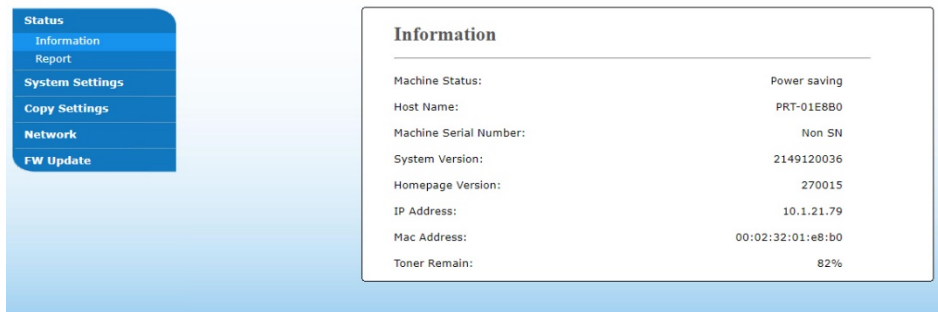 Status
Information
Report
System Settings
Copy Settings
Network
FW Update
Information
Machine Status: Power saving
Host Name: PRT-01E8B0
Machine Serial Number: Non SN
System Version: 2149120036
Homepage Version: 270015
IP Address: 10.1.21.79
Mac Address: 00:02:32:01:e8:b0
Toner Remain: 82%